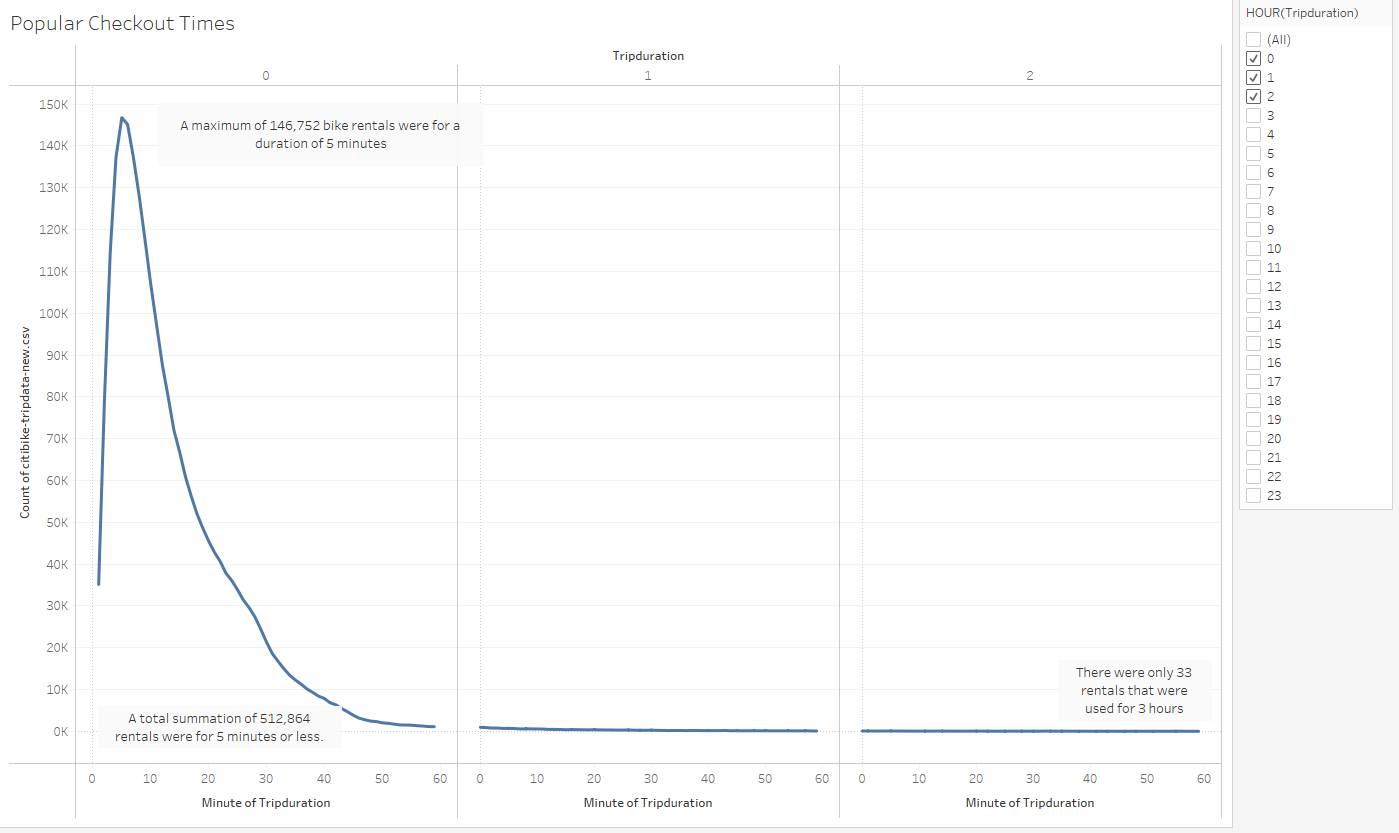 Popular Checkout Times
Tripduration
0 1 2
150K
140K
130K
120K
110K
100K
90K
80K
70K
60K
50K
40K
30K
20K
10K
0K
Count of citibike-tripdata-new.csv
A maximum of 146,752 bike rentals were for a
duration of 5 minutes
A total summation of 512,864
rentals were for 5 minutes or less.
There were only 33
rentals that were
used for 3 hours
0 10 20 30 40 50 60 0 10 20 30 40 50 60 0 10 20 30 40 50 60
Minute of Tripduration Minute of Tripduration Minute of Tripduration
HOUR(Tripduration)
(All)
0
1
2
3
4
5
6
7
8
9
10
11
12
13
14
15
16
17
18
19
20
21
22
23